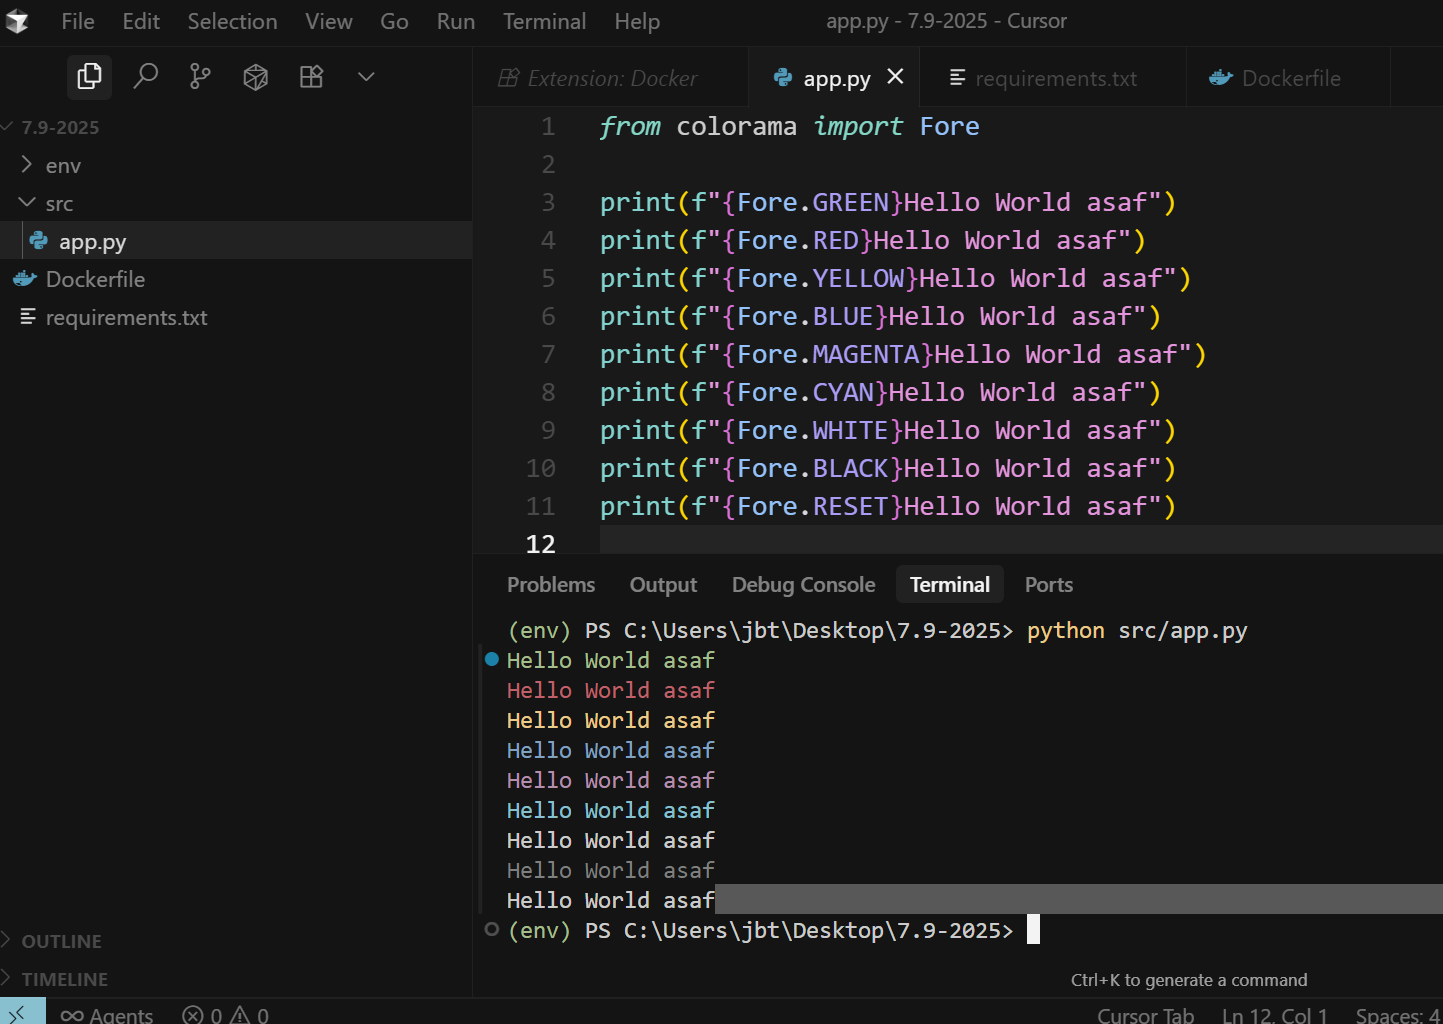 File Edit Selection View Go Run Terminal Help app.py - 7.9-2025 - Cursor
Extension: Docker app.py requirements.txt Dockerfile
7.9-2025
env
src
app.py
Dockerfile
requirements.txt
OUTLINE
TIMELINE
1 from colorama import Fore
2
3 print(f"{Fore.GREEN}Hello World asaf")
4 print(f"{Fore.RED}Hello World asaf")
5 print(f"{Fore.YELLOW}Hello World asaf")
6 print(f"{Fore.BLUE}Hello World asaf")
7 print(f"{Fore.MAGENTA}Hello World asaf")
8 print(f"{Fore.CYAN}Hello World asaf")
9 print(f"{Fore.WHITE}Hello World asaf")
10 print(f"{Fore.BLACK}Hello World asaf")
11 print(f"{Fore.RESET}Hello World asaf")
12
Problems Output Debug Console Terminal Ports
(env) PS C:\Users\jbt\Desktop\7.9-2025> python src/app.py
Hello World asaf
Hello World asaf
Hello World asaf
Hello World asaf
Hello World asaf
Hello World asaf
Hello World asaf
Hello World asaf
Hello World asaf
(env) PS C:\Users\jbt\Desktop\7.9-2025>
Ctrl+K to generate a command
Agents 0 0 Cursor Tab Ln 12, Col 1 Spaces: 4